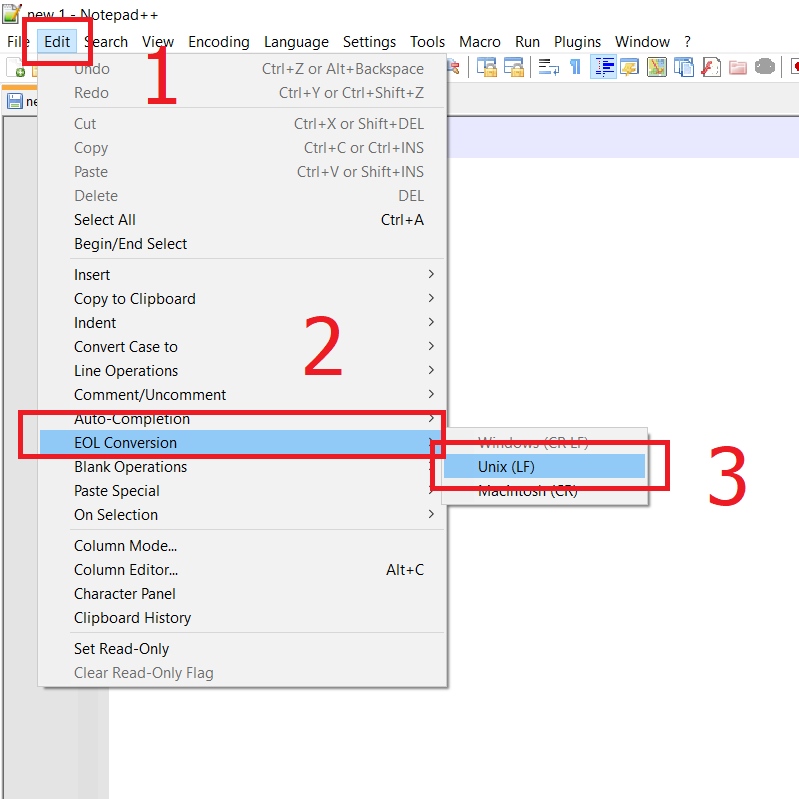 new 1 - Notepad++
File Edit Search View Encoding Language Settings Tools Macro Run Plugins Window ?
1
Undo Ctrl+Z or Alt+Backspace
Redo Ctrl+Y or Ctrl+Shift+Z
Cut Ctrl+X or Shift+DEL
Copy Ctrl+C or Ctrl+INS
Paste Ctrl+V or Shift+INS
Delete DEL
Select All Ctrl+A
Begin/End Select
Insert
Copy to Clipboard
Indent
2
Convert Case to
Line Operations
Comment/Uncomment
Auto-Completion
EOL Conversion
Windows (CR LF)
Blank Operations
Unix (LF)
3
Paste Special
Macintosh (CR)
On Selection
Column Mode...
Column Editor... Alt+C
Character Panel
Clipboard History
Set Read-Only
Clear Read-Only Flag